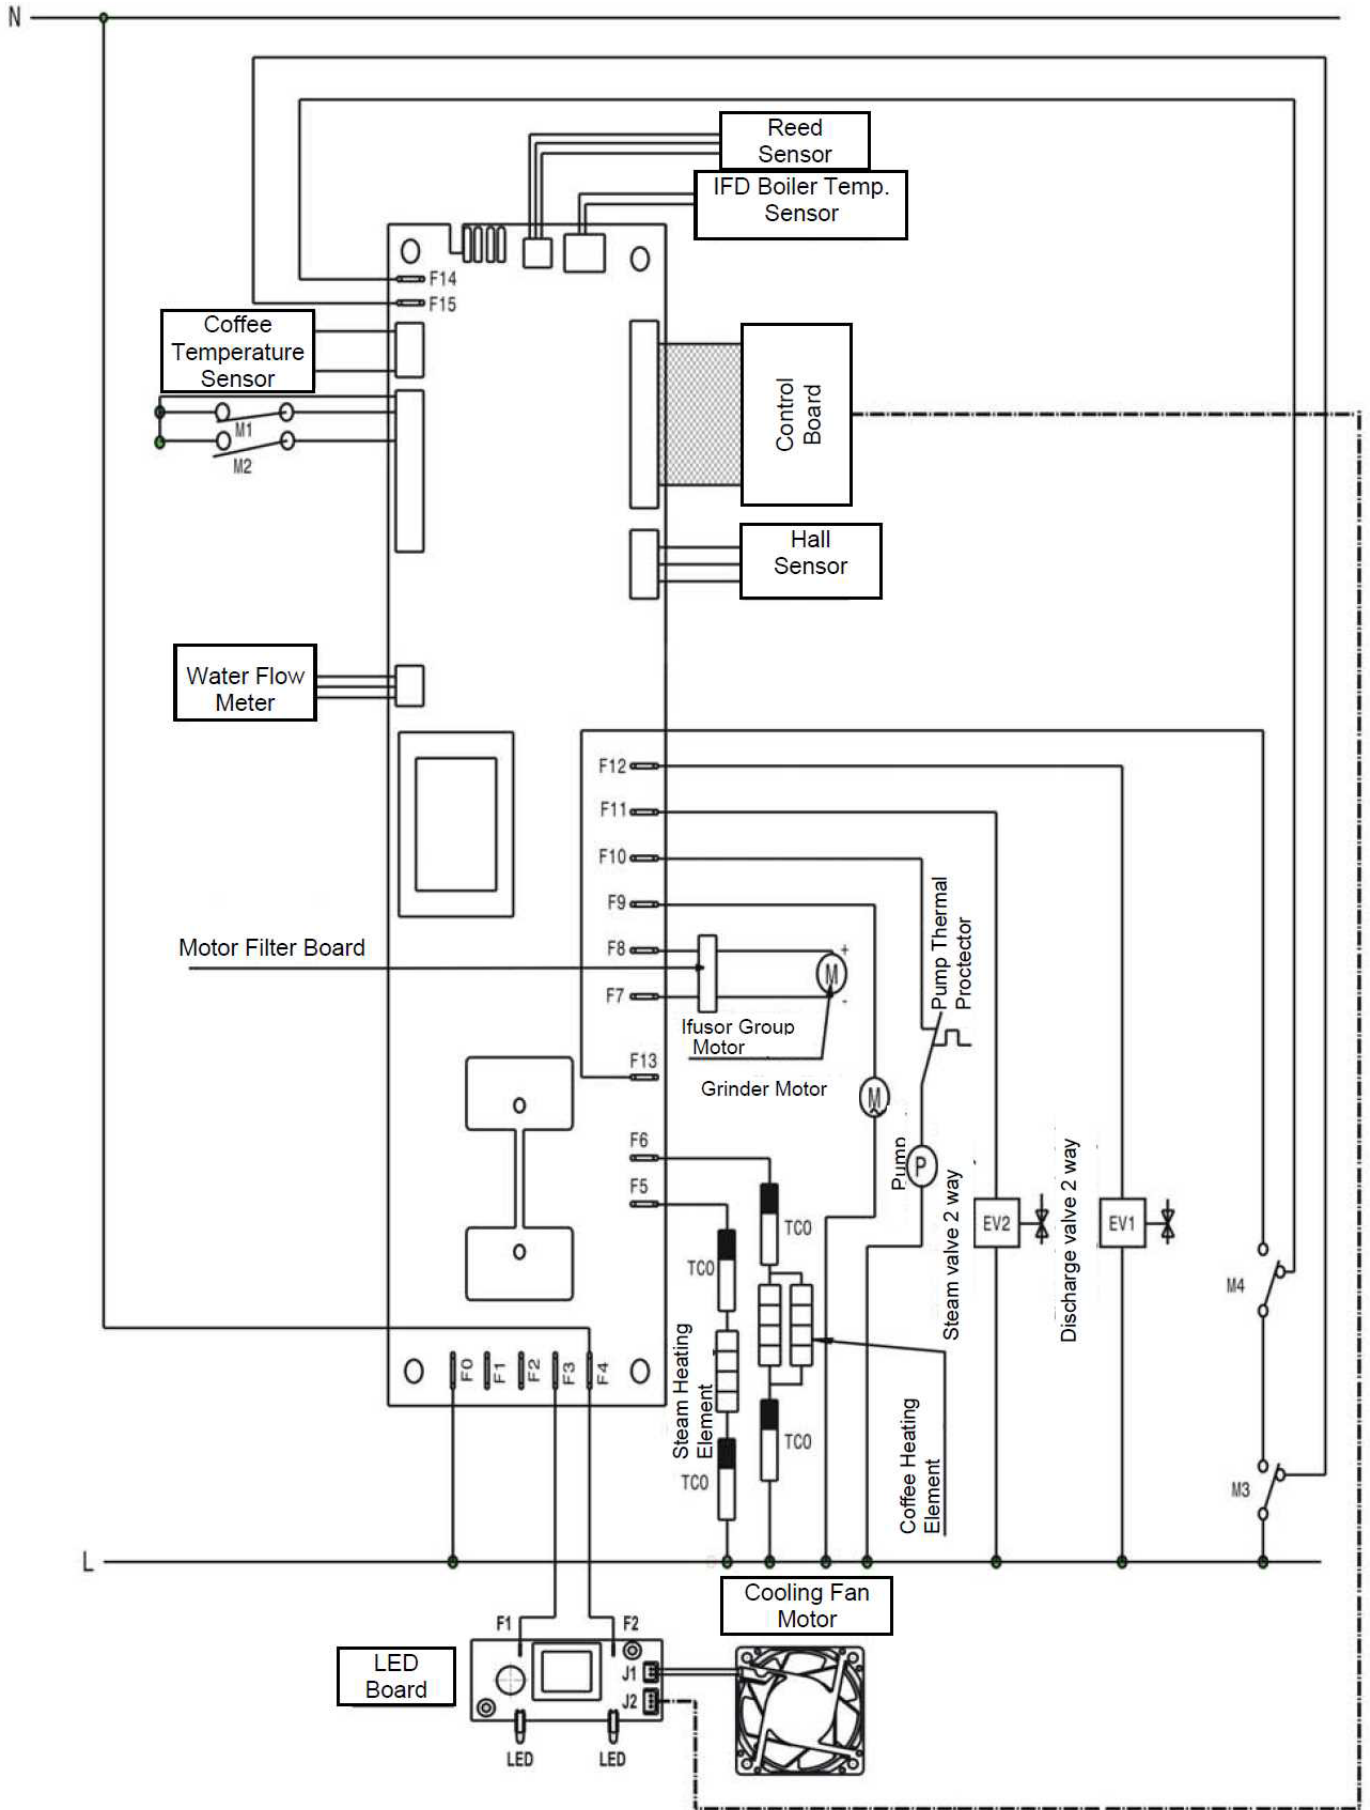 N
Reed
Sensor
IFD Boiler Temp.
Sensor
F14
F15
Coffee
Temperature
Sensor
M1
M2
Control
Board
Hall
Sensor
Water Flow
Meter
F12
F11
F10
F9
F8
F7
Motor Filter Board
+
M
-
Ifusor Group
Motor
Pump Thermal
Proctector
F13
Grinder Motor
M
F6
F5
Pump
P
TCO
TCO
Steam valve 2 way
EV2
Discharge valve 2 way
EV1
M4
F0
F1
F2
F3
F4
Steam Heating
Element
TCO
TCO
Coffee Heating
Element
M3
L
Cooling Fan
Motor
F1
F2
LED
Board
J1
J2
LED
LED